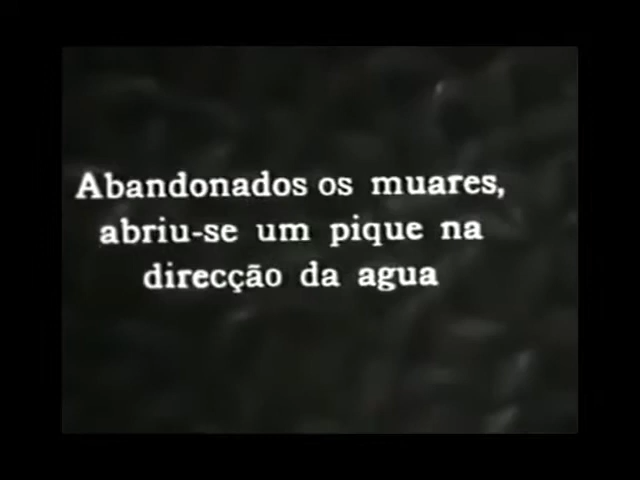 Abandonados os muares,
abriu-se um pique na
direcção da agua